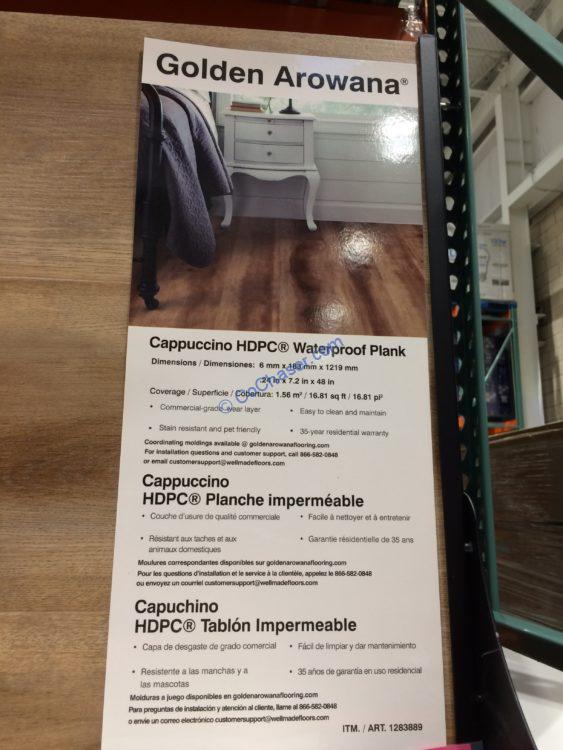 Golden Arowana®
Cappuccino HDPC® Waterproof Plank
Dimensions / Dimensiones: 6 mm x 183 mm x 1219 mm
.24 in x 7.2 in x 48 in
Coverage / Superficie / Cobertura: 1.56 m² / 16.81 sq ft / 16.81 pi²
© CnChaser.com
• Commercial-grade wear layer
• Easy to clean and maintain
• Stain resistant and pet friendly
• 35-year residential warranty
Coordinating moldings available @ goldenarowanaflooring.com
For installation questions and customer support, call 866-582-0848
or email customersupport@wellmadefloors.com
Cappuccino
HDPC® Planche imperméable
• Couche d'usure de qualité commerciale
• Facile à nettoyer et à entretenir
• Résistant aux taches et aux
animaux domestiques
• Garantie résidentielle de 35 ans
Moulures correspondantes disponibles sur goldenarowanaflooring.com
Pour les questions d'installation et le service à la clientèle, appelez le 866-582-0848
ou envoyez un courriel customersupport@wellmadefloors.com
Capuchino
HDPC® Tablón Impermeable
• Capa de desgaste de grado comercial
• Fácil de limpiar y dar mantenimiento
• Resistente a las manchas y a
las mascotas
• 35 años de garantía en uso residencial
Molduras a juego disponibles en goldenarowanaflooring.com
Para preguntas de instalación y atención al cliente, llame al 866-582-0848
o envíe un correo electrónico customersupport@wellmadefloors.com
ITM. / ART. 1283889